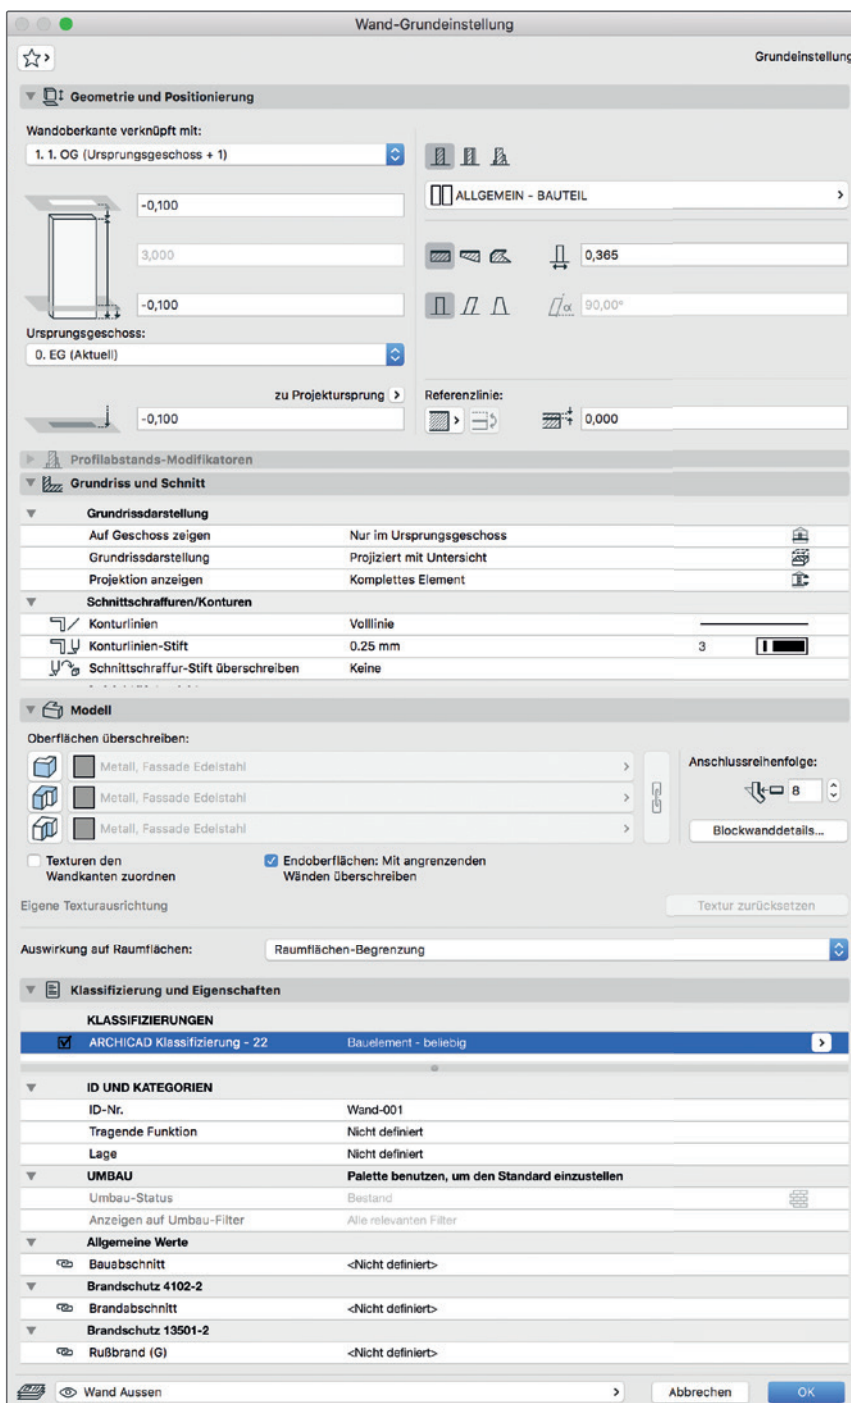 Wand-Grundeinstellung
Grundeinstellung
Geometrie und Positionierung
Wandoberkante verknüpft mit:
1. 1. OG (Ursprungsgeschoss + 1)
-0,100
3,000
-0,100
Ursprungsgeschoss:
0. EG (Aktuell)
zu Projektursprung
-0,100
ALLGEMEIN - BAUTEIL
0,365
α 90,00°
Referenzlinie:
0,000
Profilabstands-Modifikatoren
Grundriss und Schnitt
Grundrissdarstellung
Auf Geschoss zeigen Nur im Ursprungsgeschoss
Grundrissdarstellung Projiziert mit Untersicht
Projektion anzeigen Komplettes Element
Schnittschraffuren/Konturen
Konturlinien Volllinie
Konturlinien-Stift 0.25 mm 3
Schnittschraffur-Stift überschreiben Keine
Modell
Oberflächen überschreiben:
Metall, Fassade Edelstahl
Metall, Fassade Edelstahl
Metall, Fassade Edelstahl
Anschlussreihenfolge:
8
Blockwanddetails...
Texturen den
Wandkanten zuordnen
Endoberflächen: Mit angrenzenden
Wänden überschreiben
Eigene Texturausrichtung
Textur zurücksetzen
Auswirkung auf Raumflächen: Raumflächen-Begrenzung
Klassifizierung und Eigenschaften
KLASSIFIZIERUNGEN
ARCHICAD Klassifizierung - 22 Bauelement - beliebig
ID UND KATEGORIEN
ID-Nr. Wand-001
Tragende Funktion Nicht definiert
Lage Nicht definiert
UMBAU Palette benutzen, um den Standard einzustellen
Umbau-Status Bestand
Anzeigen auf Umbau-Filter Alle relevanten Filter
Allgemeine Werte
Bauabschnitt <Nicht definiert>
Brandschutz 4102-2
Brandabschnitt <Nicht definiert>
Brandschutz 13501-2
Rußbrand (G) <Nicht definiert>
Wand Aussen
Abbrechen
OK